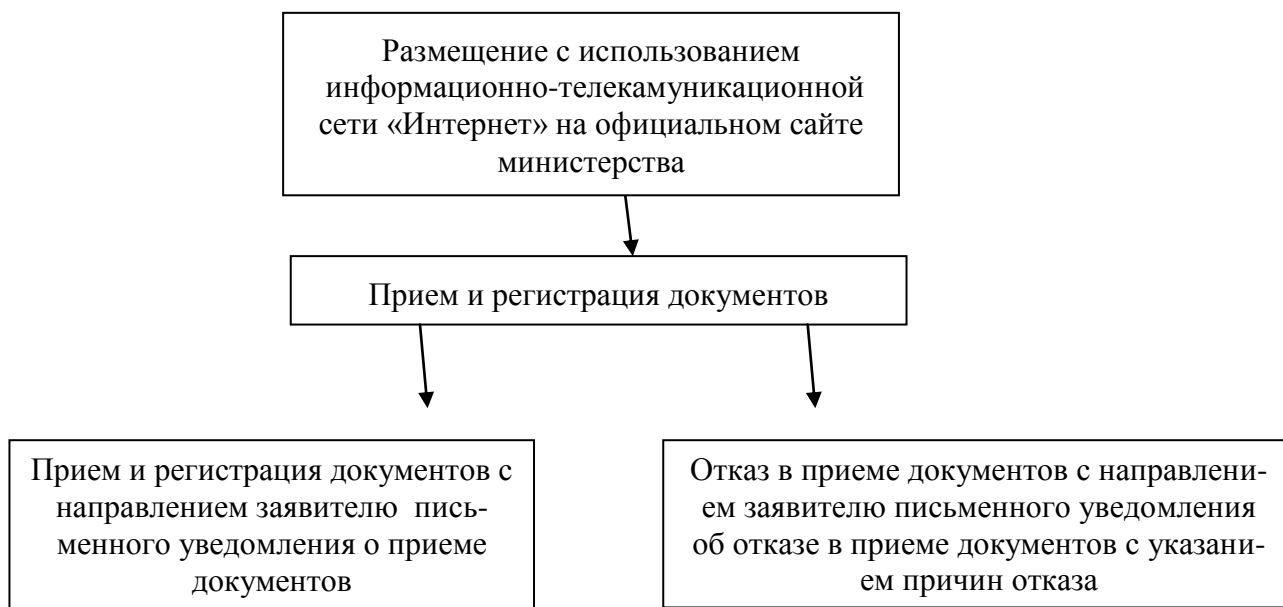 Размещение с использованием
информационно-телекамуникационной
сети «Интернет» на официальном сайте
министерства
Прием и регистрация документов
Прием и регистрация документов с
направлением заявителю пись-
менного уведомления о приеме
документов
Отказ в приеме документов с направлени-
ем заявителю письменного уведомления
об отказе в приеме документов с указани-
ем причин отказа